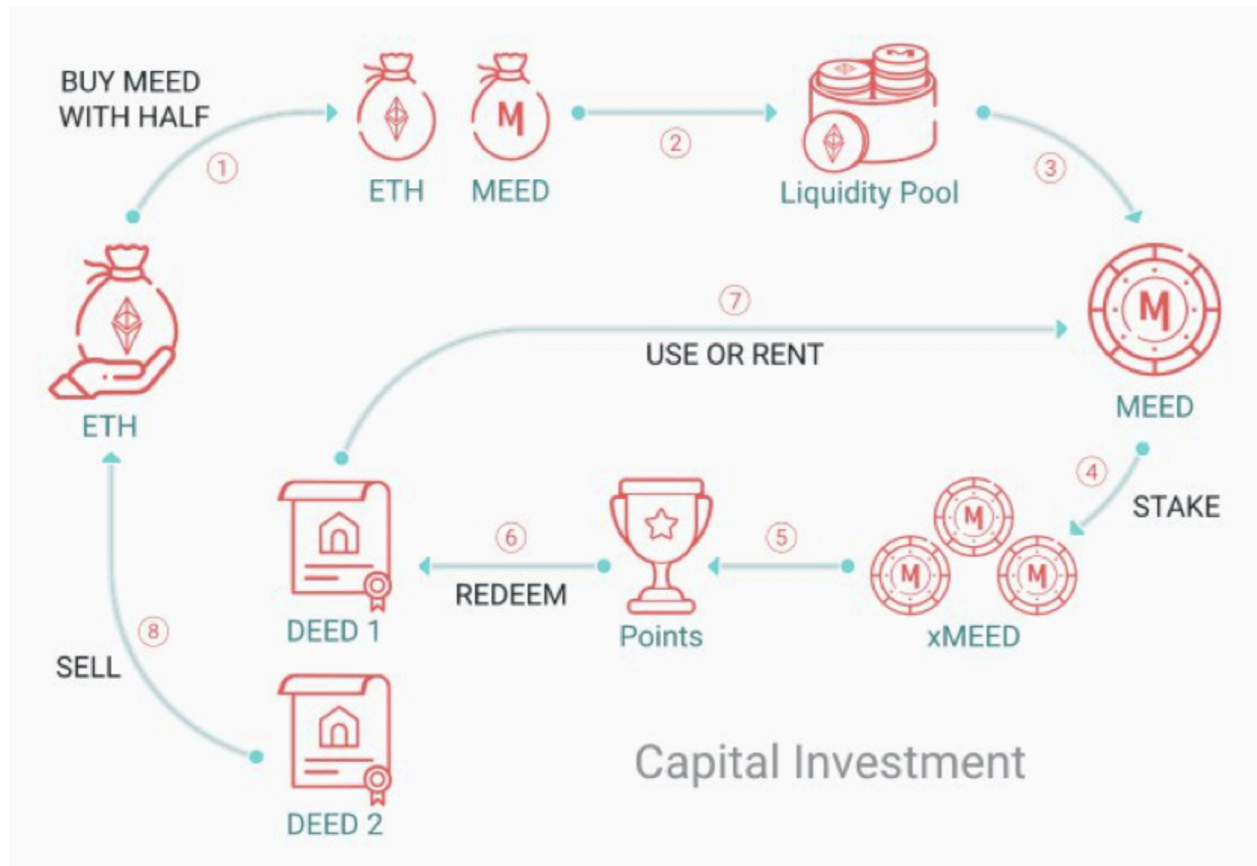 BUY MEED
WITH HALF
1
ETH
M
MEED
2
Liquidity Pool
3
ETH
7
USE OR RENT
M
MEED
4
STAKE
M
M
M
xMEED
5
Points
6
REDEEM
DEED 1
8
SELL
DEED 2
Capital Investment